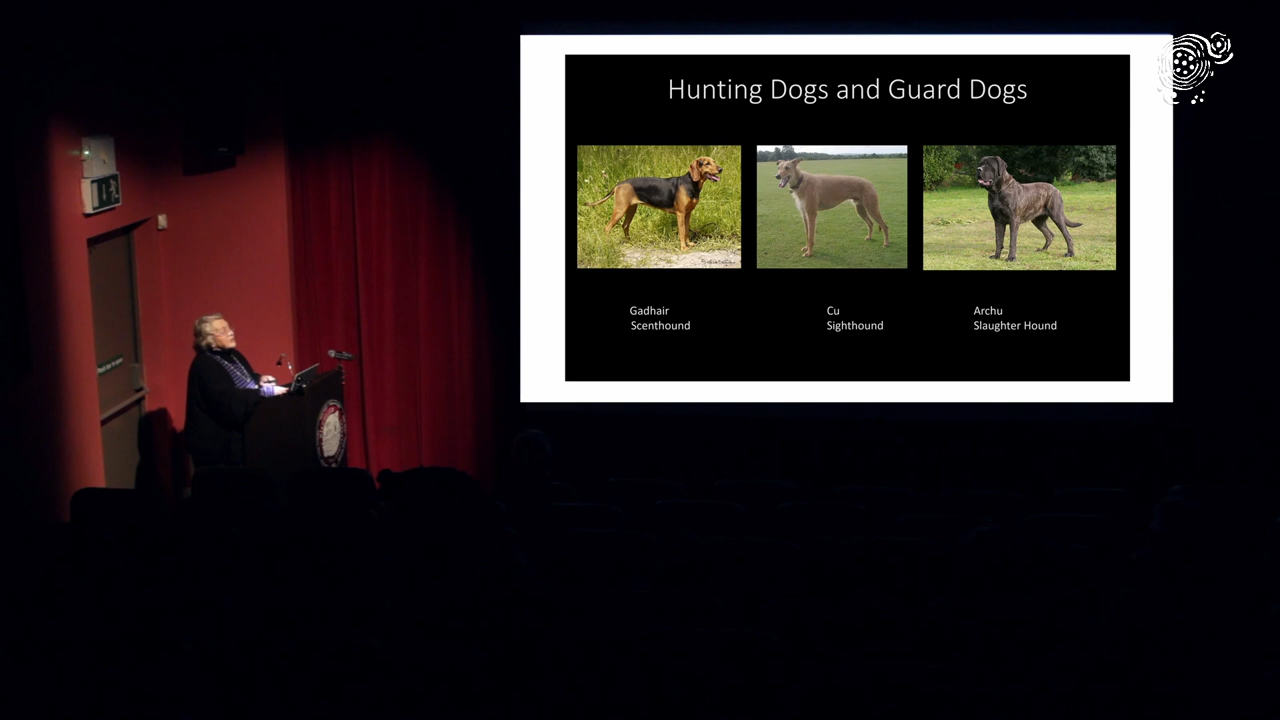 Hunting Dogs and Guard Dogs
Gadhair
Scenthound
Cu
Sighthound
Archu
Slaughter Hound